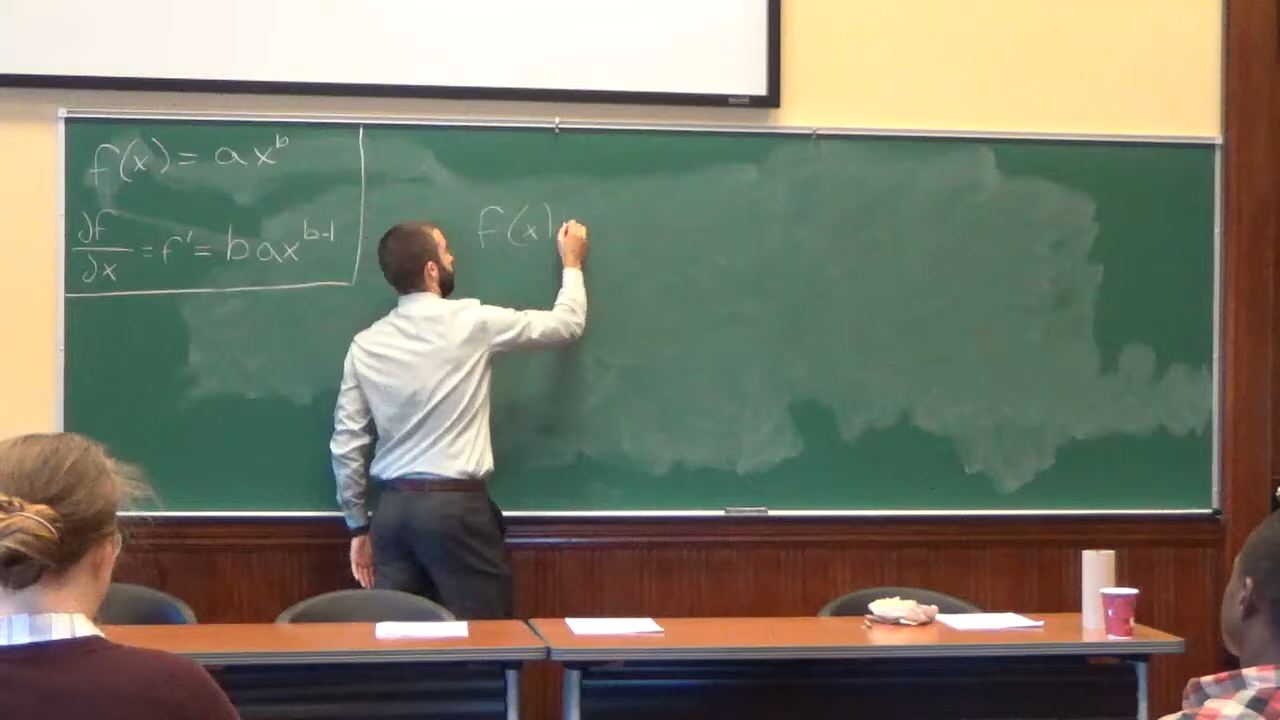 f(x) = ax^b
∂f/∂x = f' = bax^(b-1)
f(x)